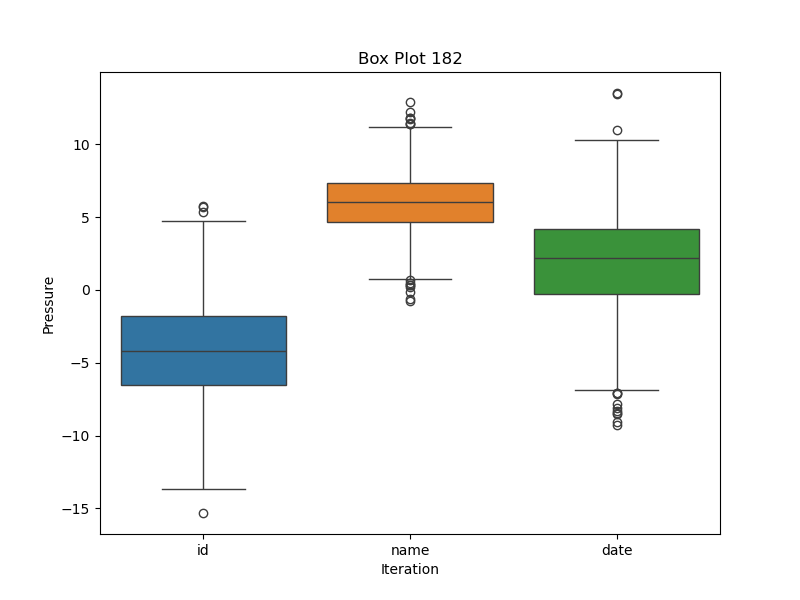 Box Plot 182
Pressure
10
5
0
−5
−10
−15
id
name
date
Iteration